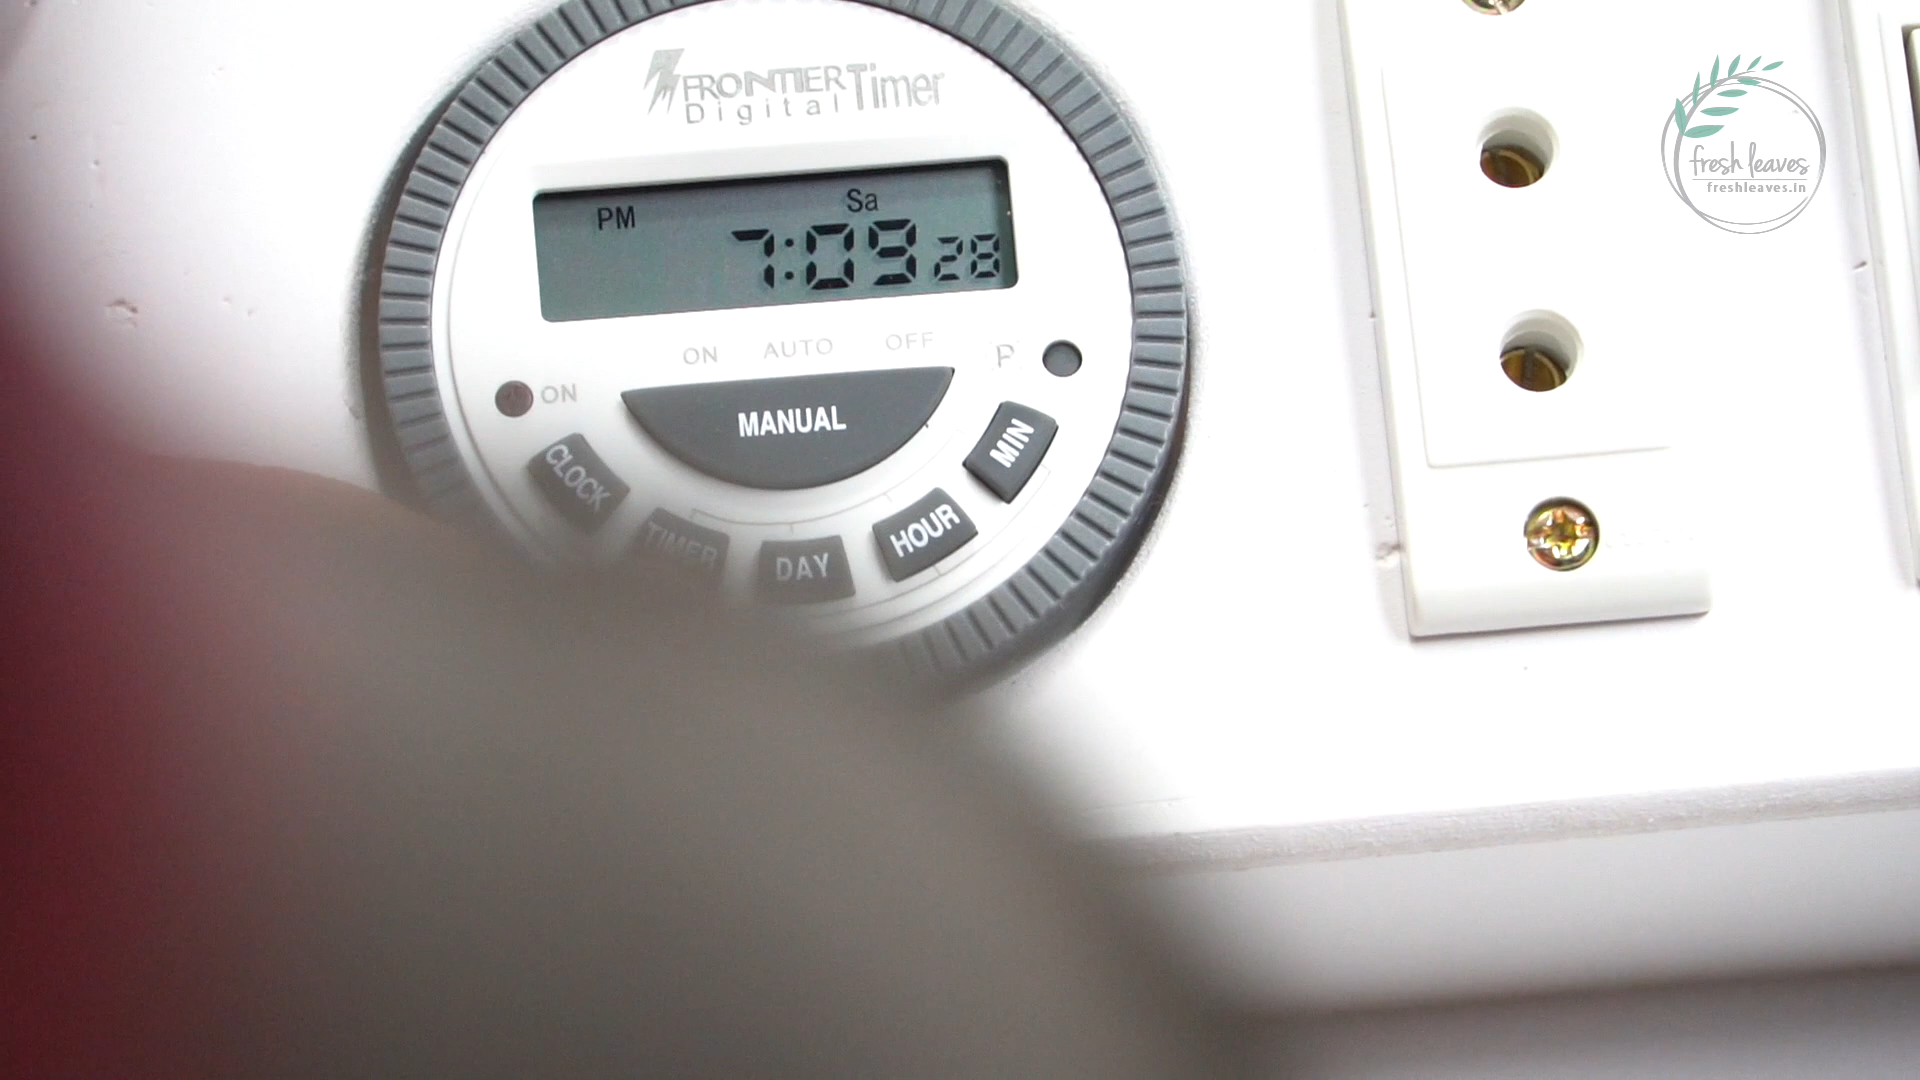 FRONTIER Timer
Digital
PM Sa
7:09 28
ON AUTO OFF
P
ON
MANUAL
CLOCK TIMER DAY HOUR MIN
fresh leaves
freshleaves.in